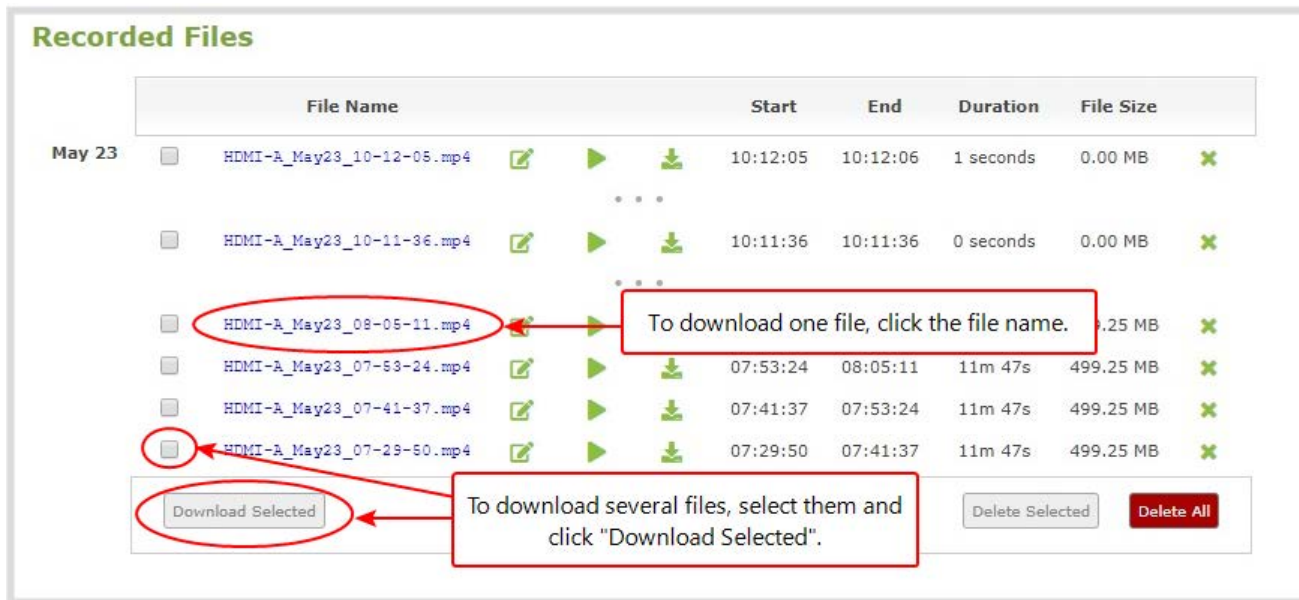 Recorded Files
File Name Start End Duration File Size
May 23 HDMI-A_May23_10-12-05.mp4 10:12:05 10:12:06 1 seconds 0.00 MB
HDMI-A_May23_10-11-36.mp4 10:11:36 10:11:36 0 seconds 0.00 MB
HDMI-A_May23_08-05-11.mp4 To download one file, click the file name. .25 MB
HDMI-A_May23_07-53-24.mp4 07:53:24 08:05:11 11m 47s 499.25 MB
HDMI-A_May23_07-41-37.mp4 07:41:37 07:53:24 11m 47s 499.25 MB
HDMI-A_May23_07-29-50.mp4 07:29:50 07:41:37 11m 47s 499.25 MB
Download Selected To download several files, select them and Delete Selected Delete All
click "Download Selected".